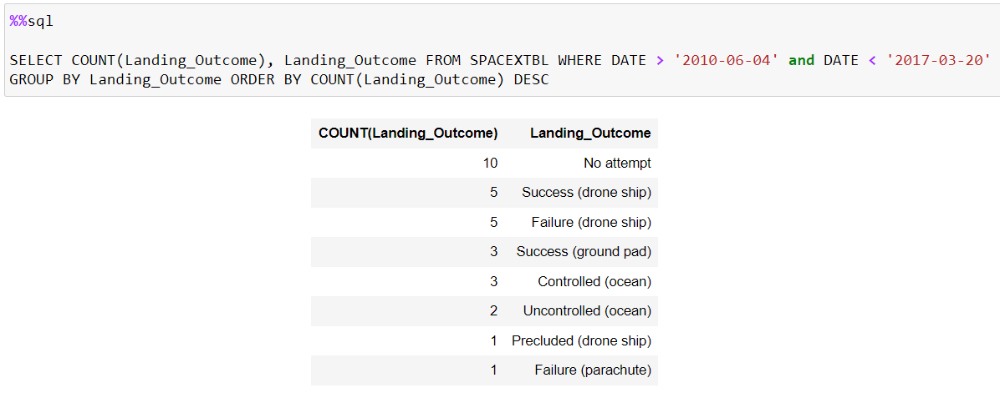 %%sql
SELECT COUNT(Landing_Outcome), Landing_Outcome FROM SPACEXTBL WHERE DATE > '2010-06-04' and DATE < '2017-03-20'
GROUP BY Landing_Outcome ORDER BY COUNT(Landing_Outcome) DESC
COUNT(Landing_Outcome) Landing_Outcome
10 No attempt
5 Success (drone ship)
5 Failure (drone ship)
3 Success (ground pad)
3 Controlled (ocean)
2 Uncontrolled (ocean)
1 Precluded (drone ship)
1 Failure (parachute)